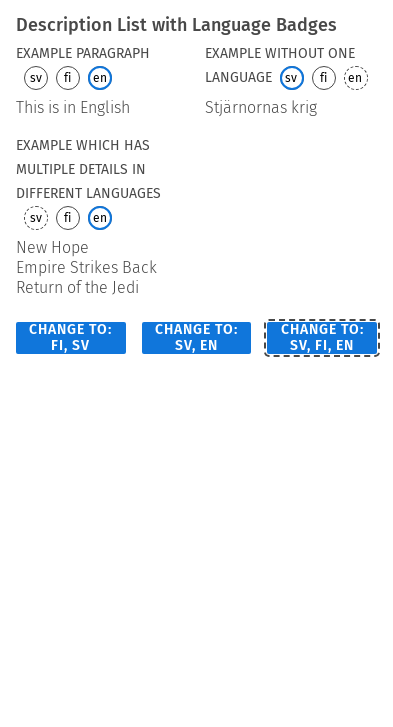 Description List with Language Badges
EXAMPLE PARAGRAPH
sv fi en
This is in English
EXAMPLE WITHOUT ONE
LANGUAGE sv fi en
Stjärnornas krig
EXAMPLE WHICH HAS
MULTIPLE DETAILS IN
DIFFERENT LANGUAGES
sv fi en
New Hope
Empire Strikes Back
Return of the Jedi
CHANGE TO:
FI, SV
CHANGE TO:
SV, EN
CHANGE TO:
SV, FI, EN